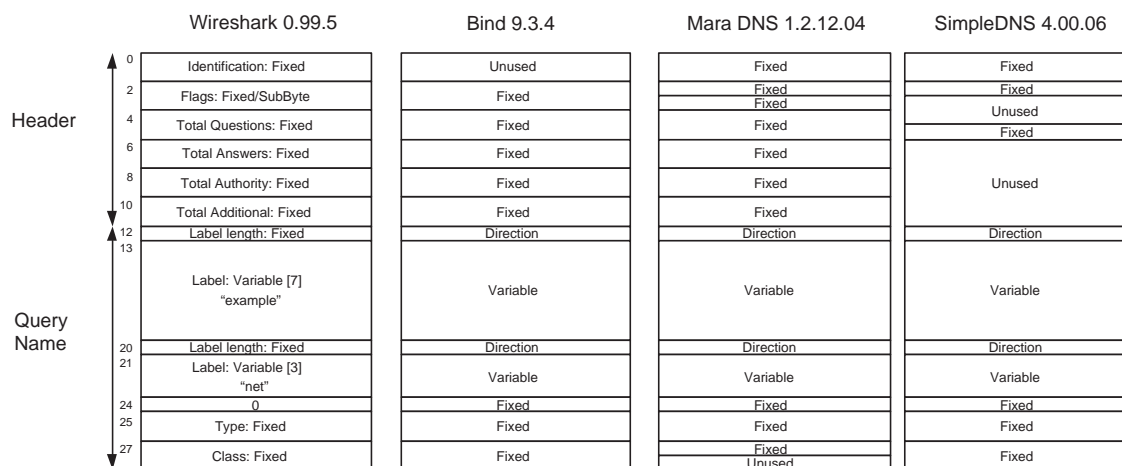 Wireshark 0.99.5 Bind 9.3.4 Mara DNS 1.2.12.04 SimpleDNS 4.00.06
0 Identification: Fixed Unused Fixed Fixed
2 Flags: Fixed/SubByte Fixed Fixed Fixed
Fixed
Header
4 Total Questions: Fixed Fixed Fixed Unused
Fixed
6 Total Answers: Fixed Fixed Fixed
8 Total Authority: Fixed Fixed Fixed Unused
10 Total Additional: Fixed Fixed Fixed
12 Label length: Fixed Direction Direction Direction
13
Label: Variable [7] Variable Variable Variable
“example”
Query
Name
20 Label length: Fixed Direction Direction Direction
21
Label: Variable [3] Variable Variable Variable
“net”
24 0 Fixed Fixed Fixed
25 Type: Fixed Fixed Fixed Fixed
27 Class: Fixed Fixed Fixed Fixed
Unused